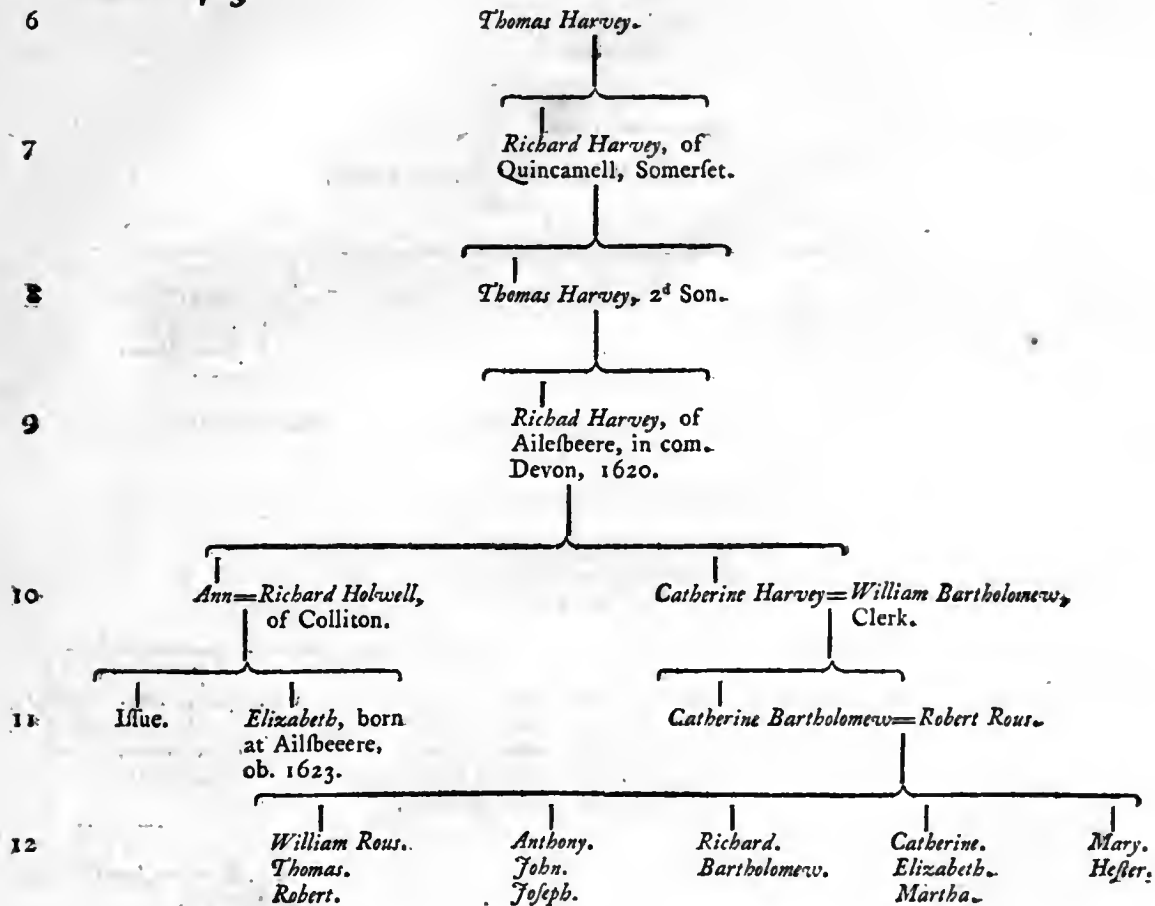 6 Thomas Harvey.
7 Richard Harvey, of
Quincamell, Somerſet.
8 Thomas Harvey, 2d Son.
9 Richad Harvey, of
Aileſbeere, in com.
Devon, 1620.
10 Ann=Richard Holwell, Catherine Harvey=William Bartholomew,
of Colliton. Clerk.
11 Iſſue. Elizabeth, born Catherine Bartholomew=Robert Rous.
at Ailſbeeere,
ob. 1623.
12 William Rous. Anthony. Richard. Catherine. Mary.
Thomas. John. Bartholomew. Elizabeth. Heſter.
Robert. Joſeph. Martha.